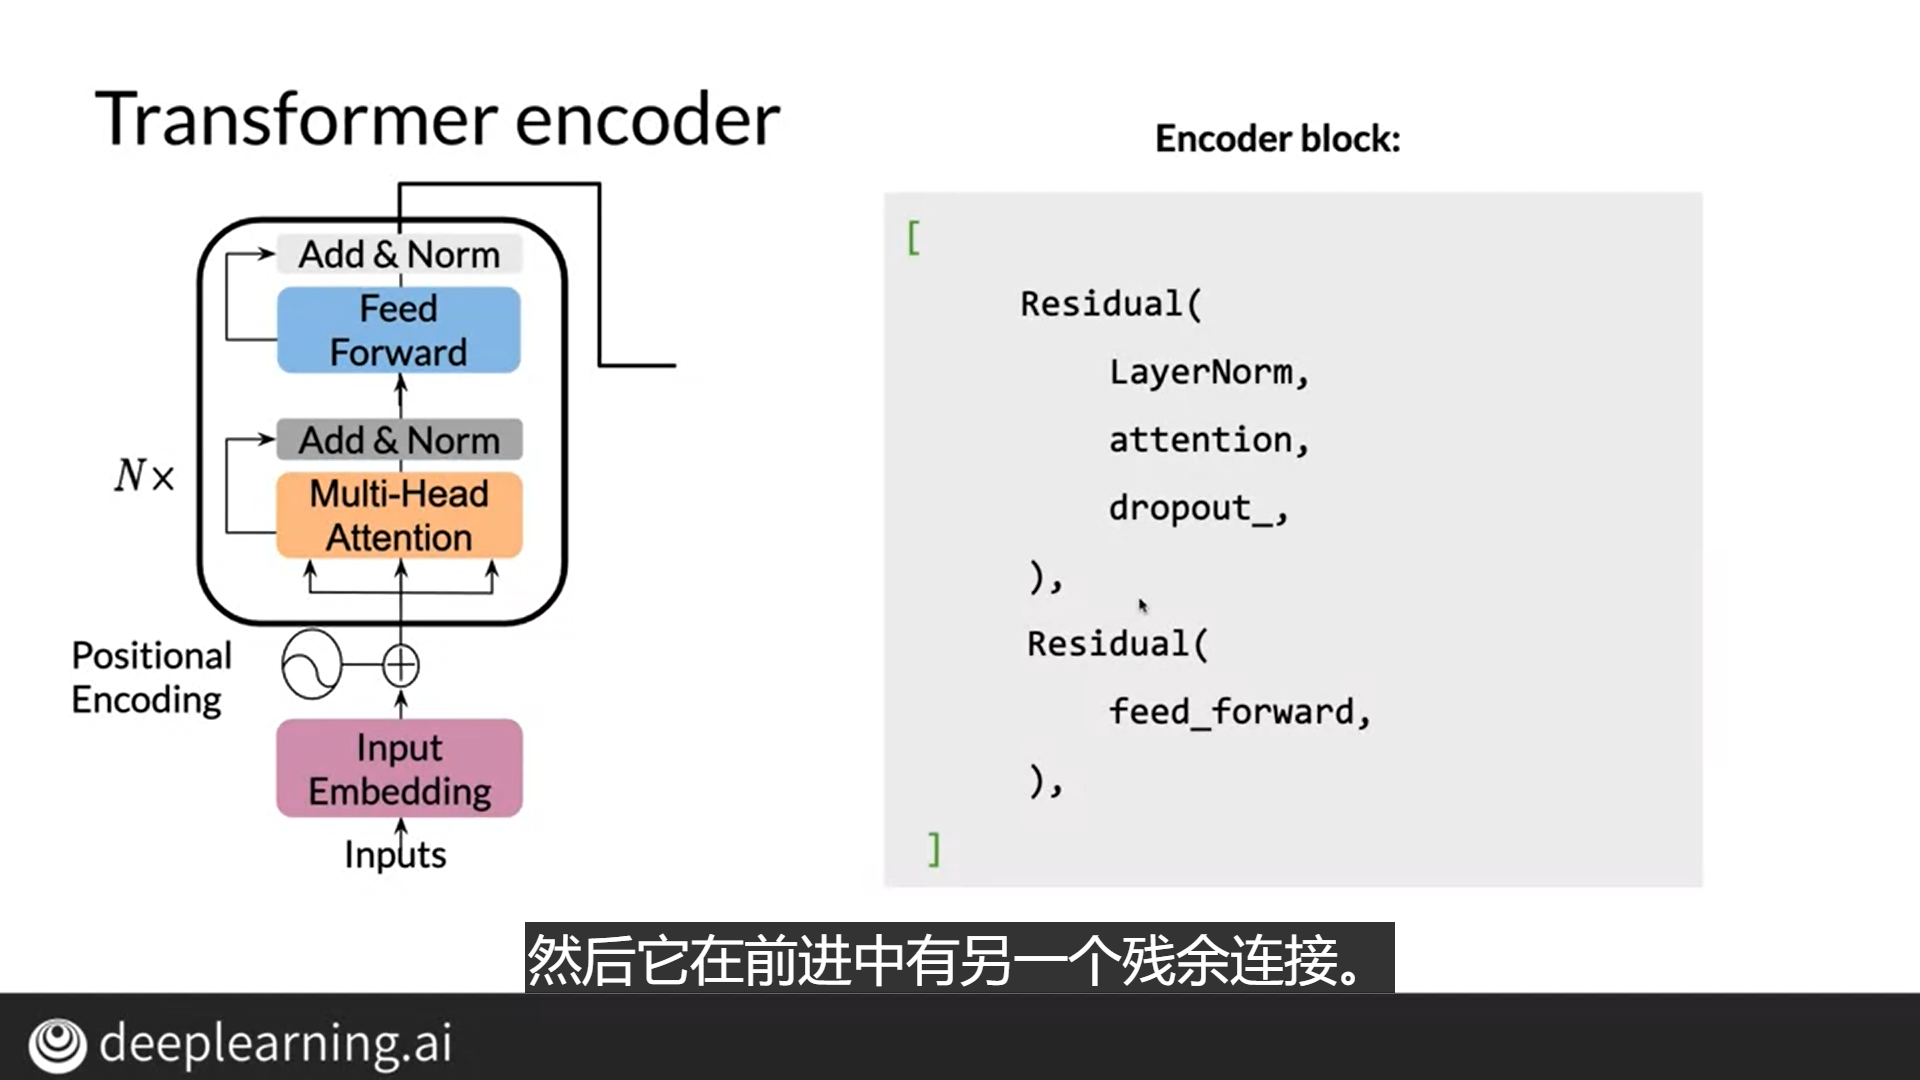 Transformer encoder
Add & Norm
Feed
Forward
Add & Norm
N×
Multi-Head
Attention
Positional
Encoding
Input
Embedding
Inputs
Encoder block:
[
Residual(
LayerNorm,
attention,
dropout_,
),
Residual(
feed_forward,
),
]
然后它在前进中有另一个残余连接。
deeplearning.ai